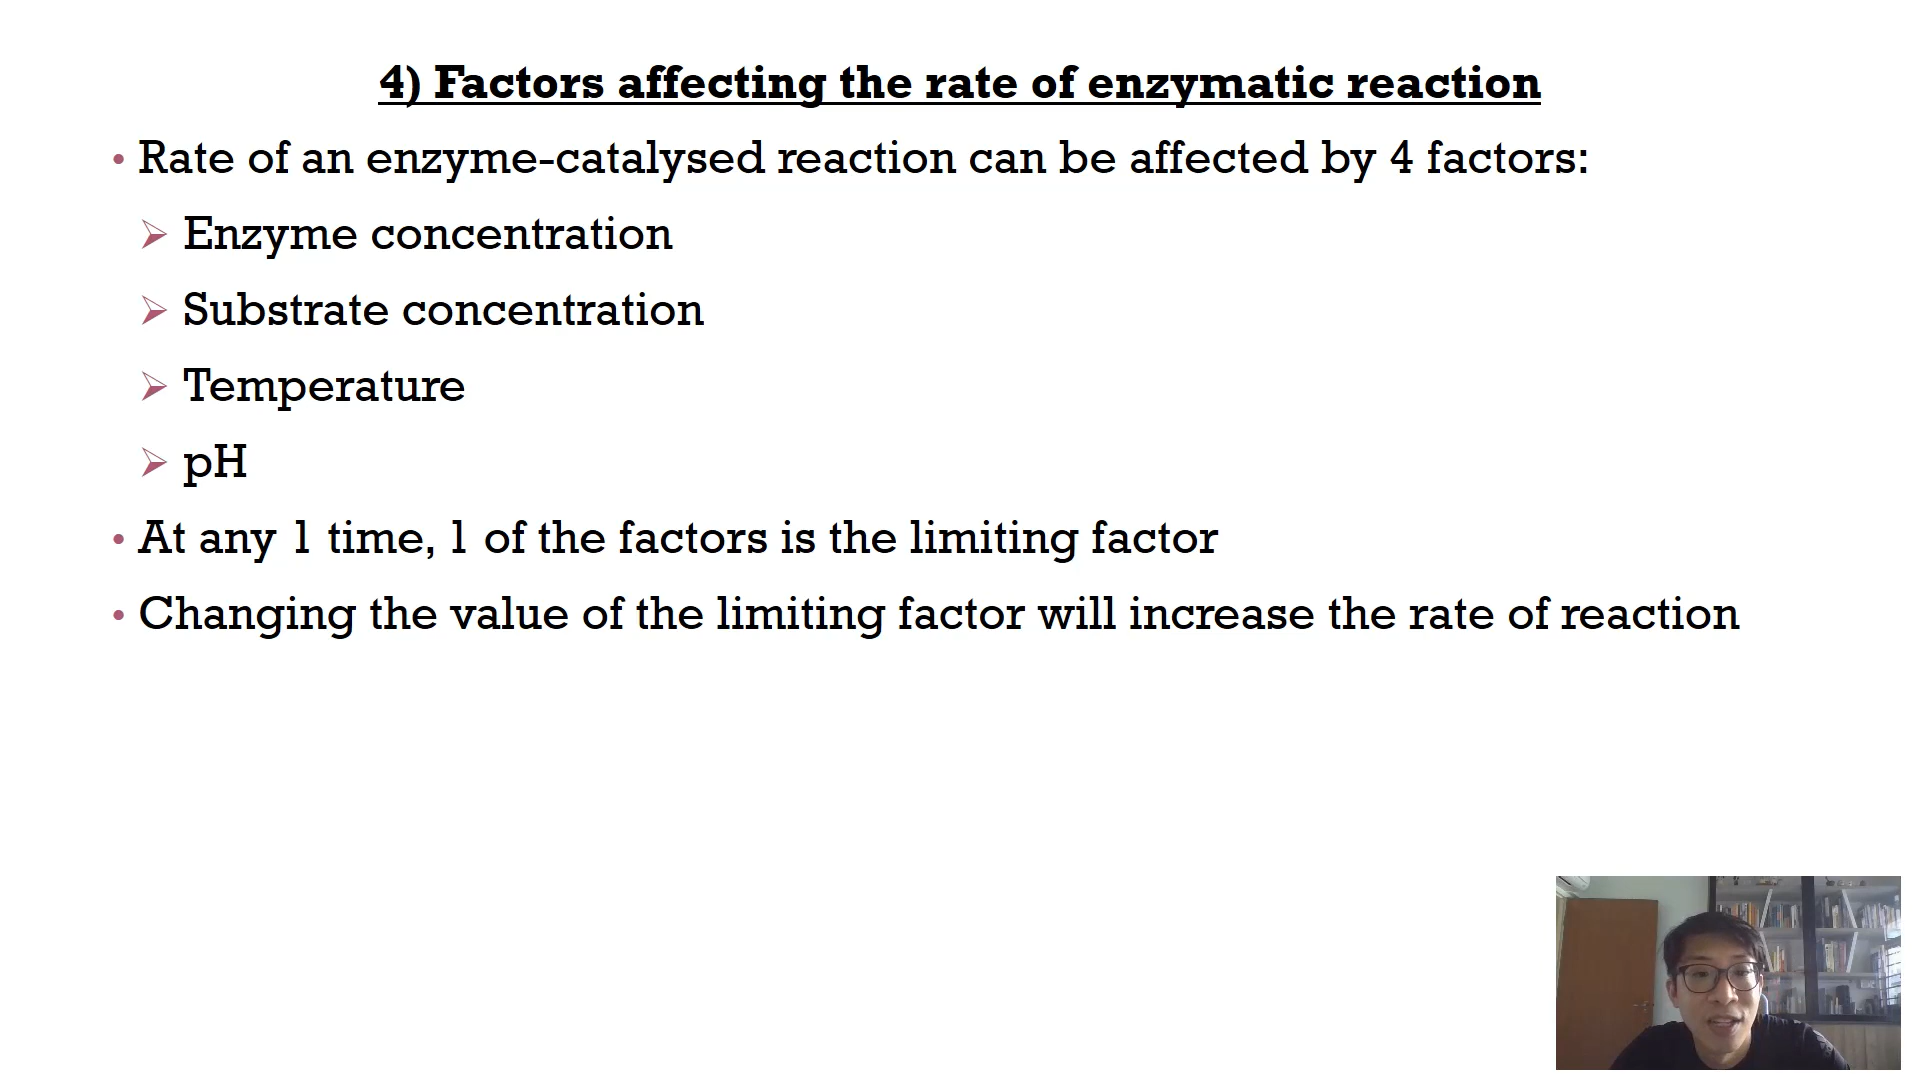 4) Factors affecting the rate of enzymatic reaction
• Rate of an enzyme-catalysed reaction can be affected by 4 factors:
➢ Enzyme concentration
➢ Substrate concentration
➢ Temperature
➢ pH
• At any 1 time, 1 of the factors is the limiting factor
• Changing the value of the limiting factor will increase the rate of reaction